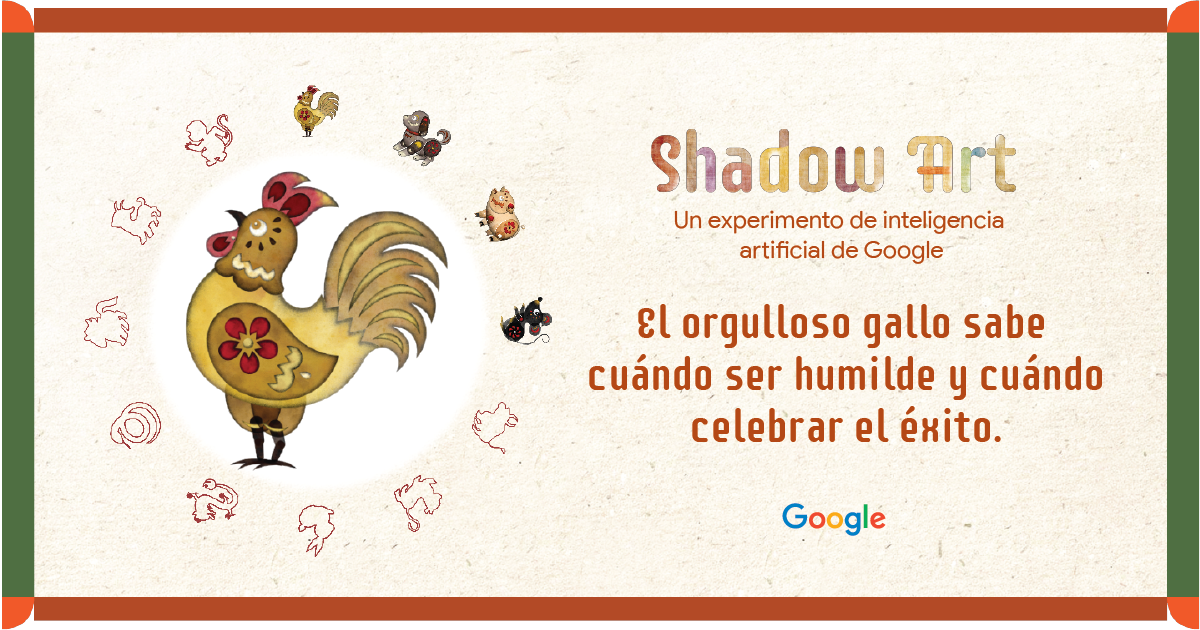 Shadow Art
Un experimento de inteligencia
artificial de Google
El orgulloso gallo sabe
cuándo ser humilde y cuándo
celebrar el éxito.
Google